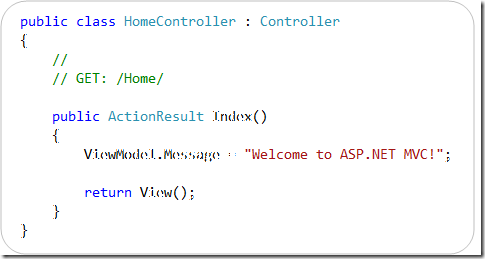 public class HomeController : Controller
{
    //
    // GET: /Home/
    public ActionResult Index()
    {
        ViewModel.Message = "Welcome to ASP.NET MVC!";
        return View();
    }
}